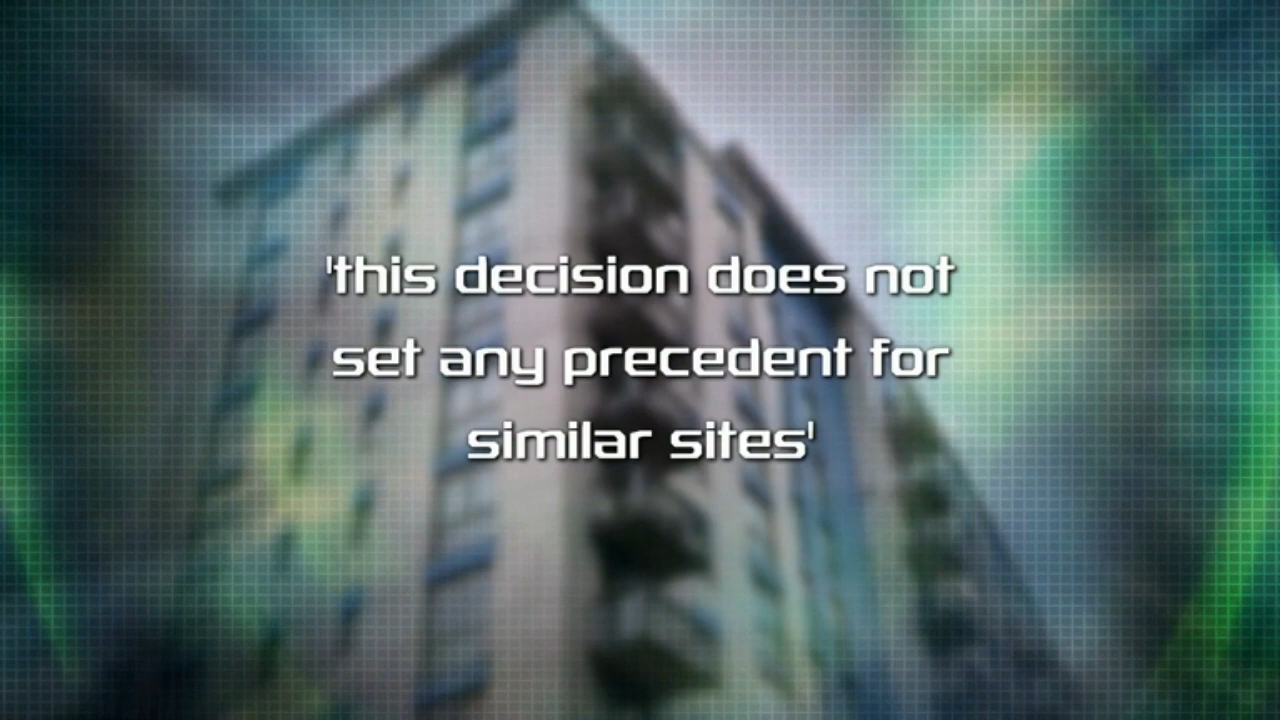 'this decision does not
set any precedent for
similar sites'